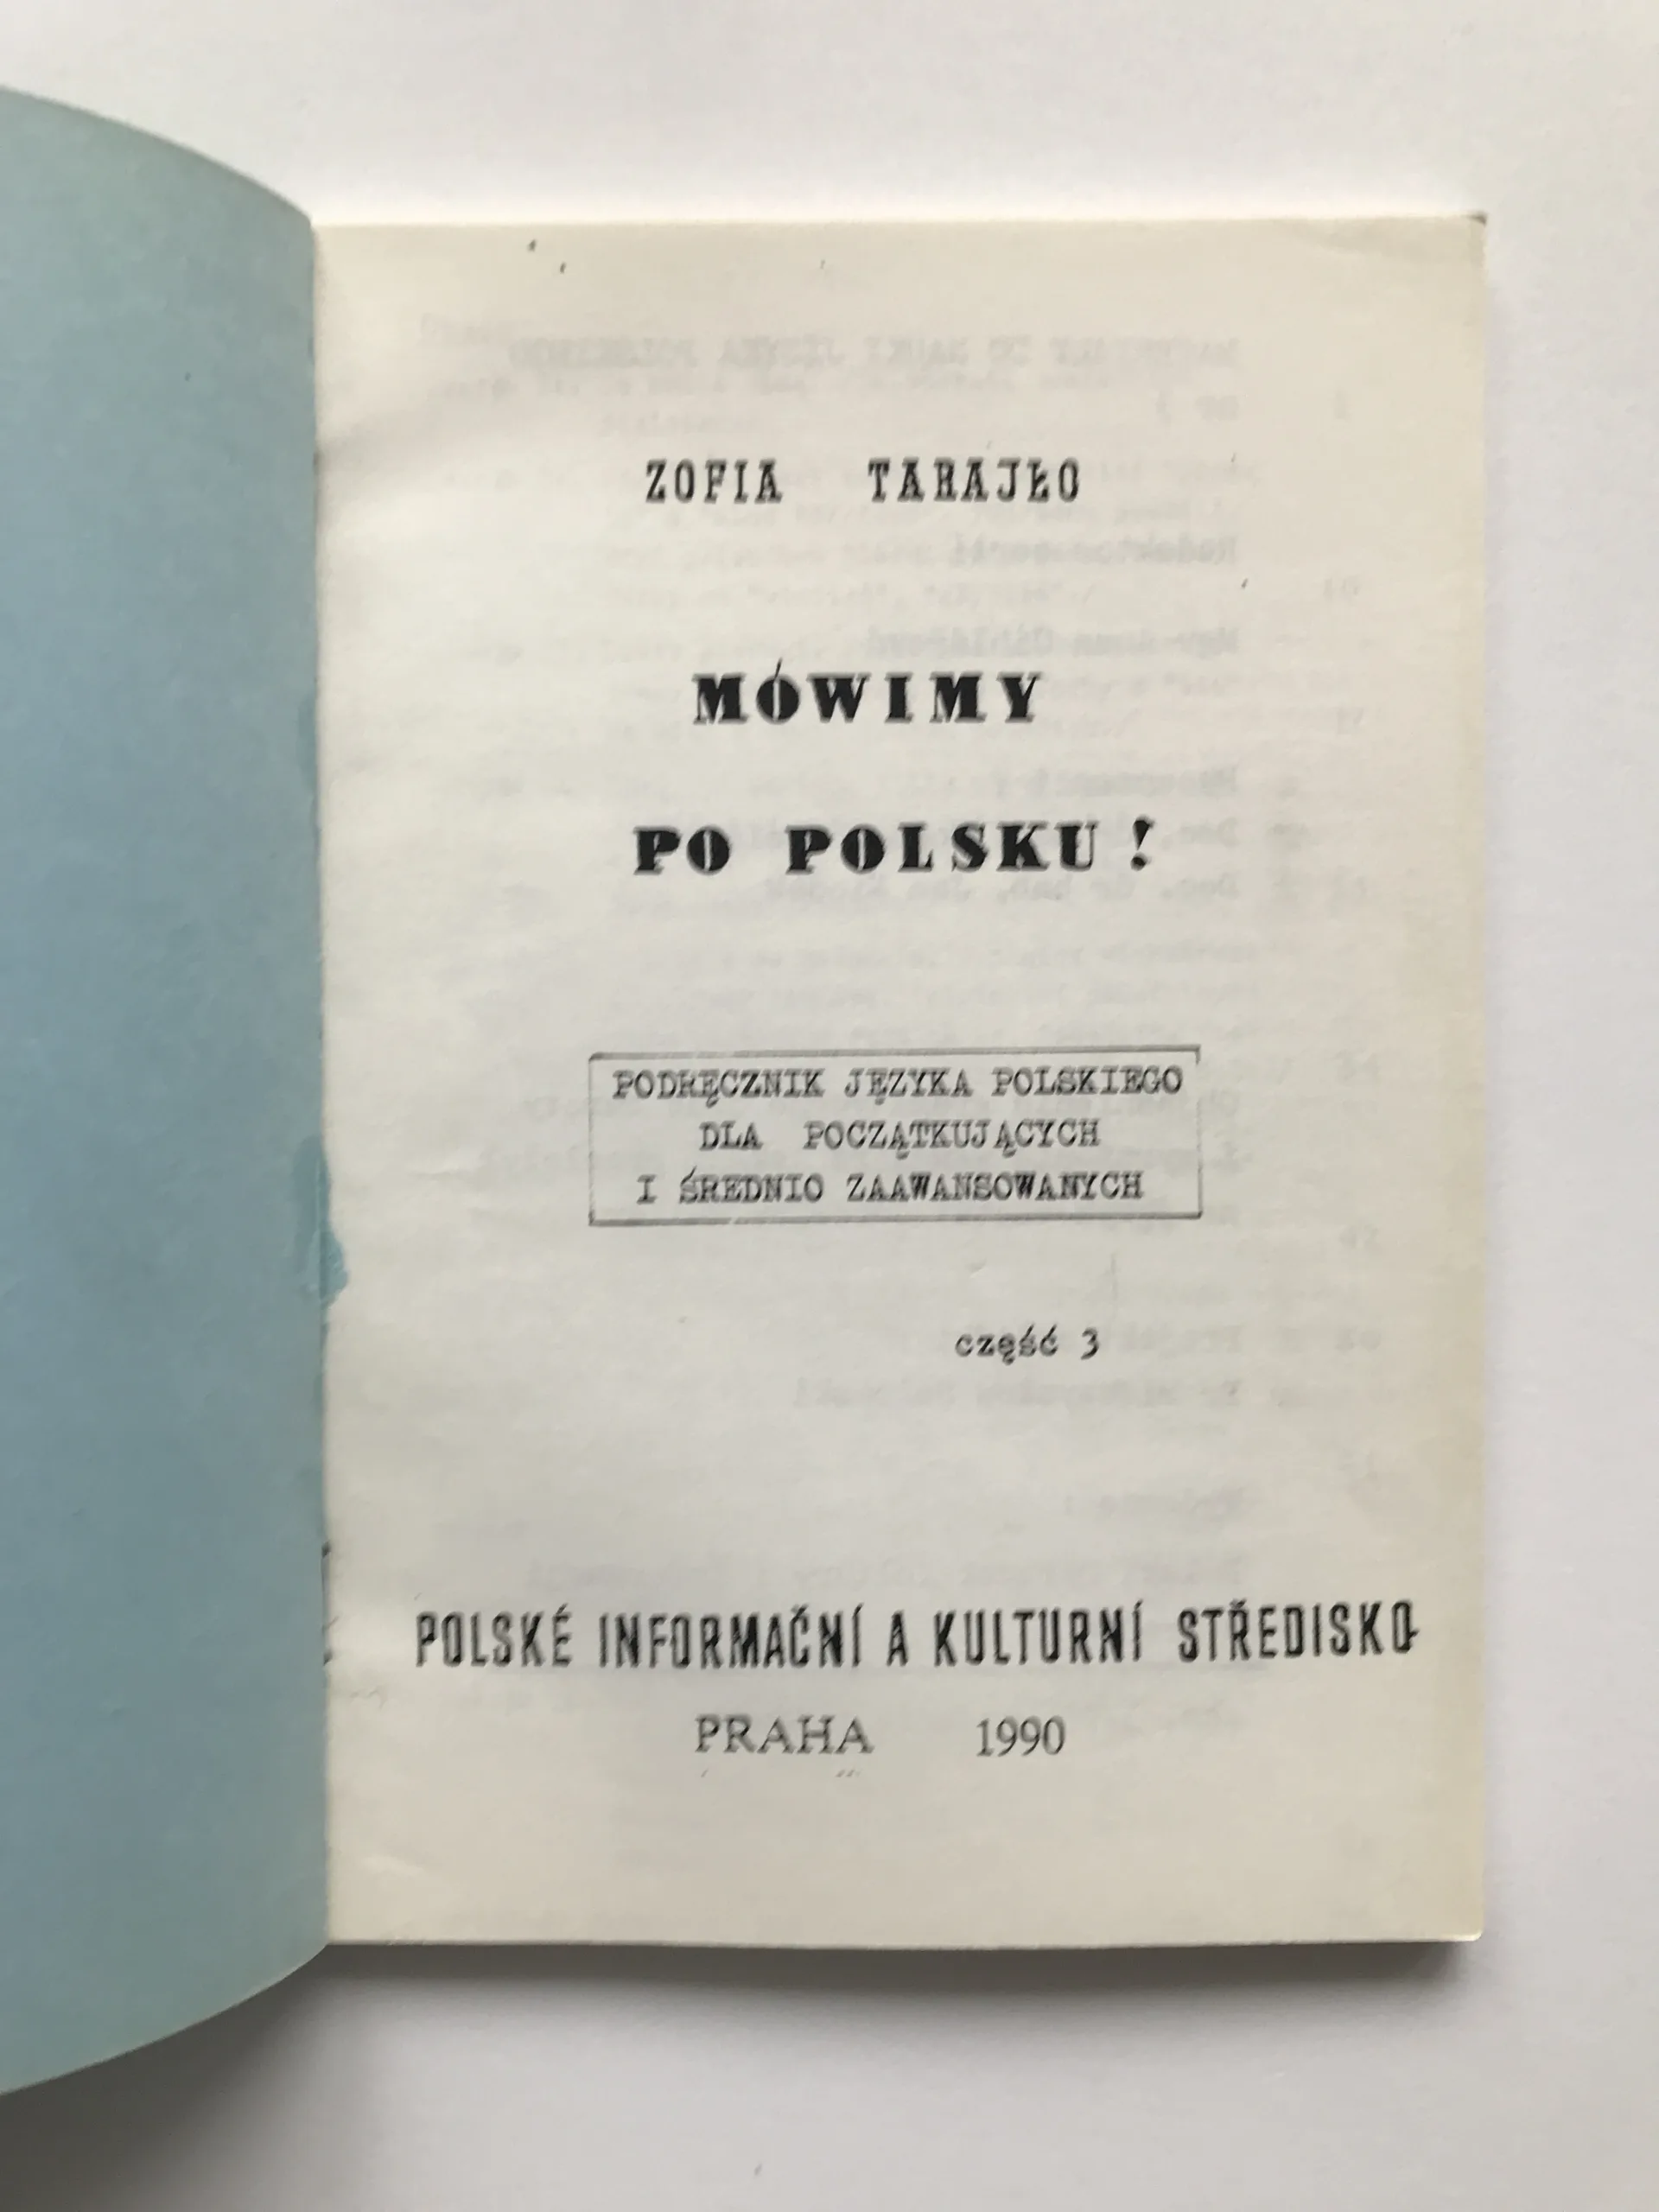 ZOFIA TARAJŁO
MÓWIMY
PO POLSKU!
PODRĘCZNIK JĘZYKA POLSKIEGO
DLA POCZĄTKUJĄCYCH
I ŚREDNIO ZAAWANSOWANYCH
część 3
POLSKÉ INFORMAČNÍ A KULTURNÍ STŘEDISKO
PRAHA 1990